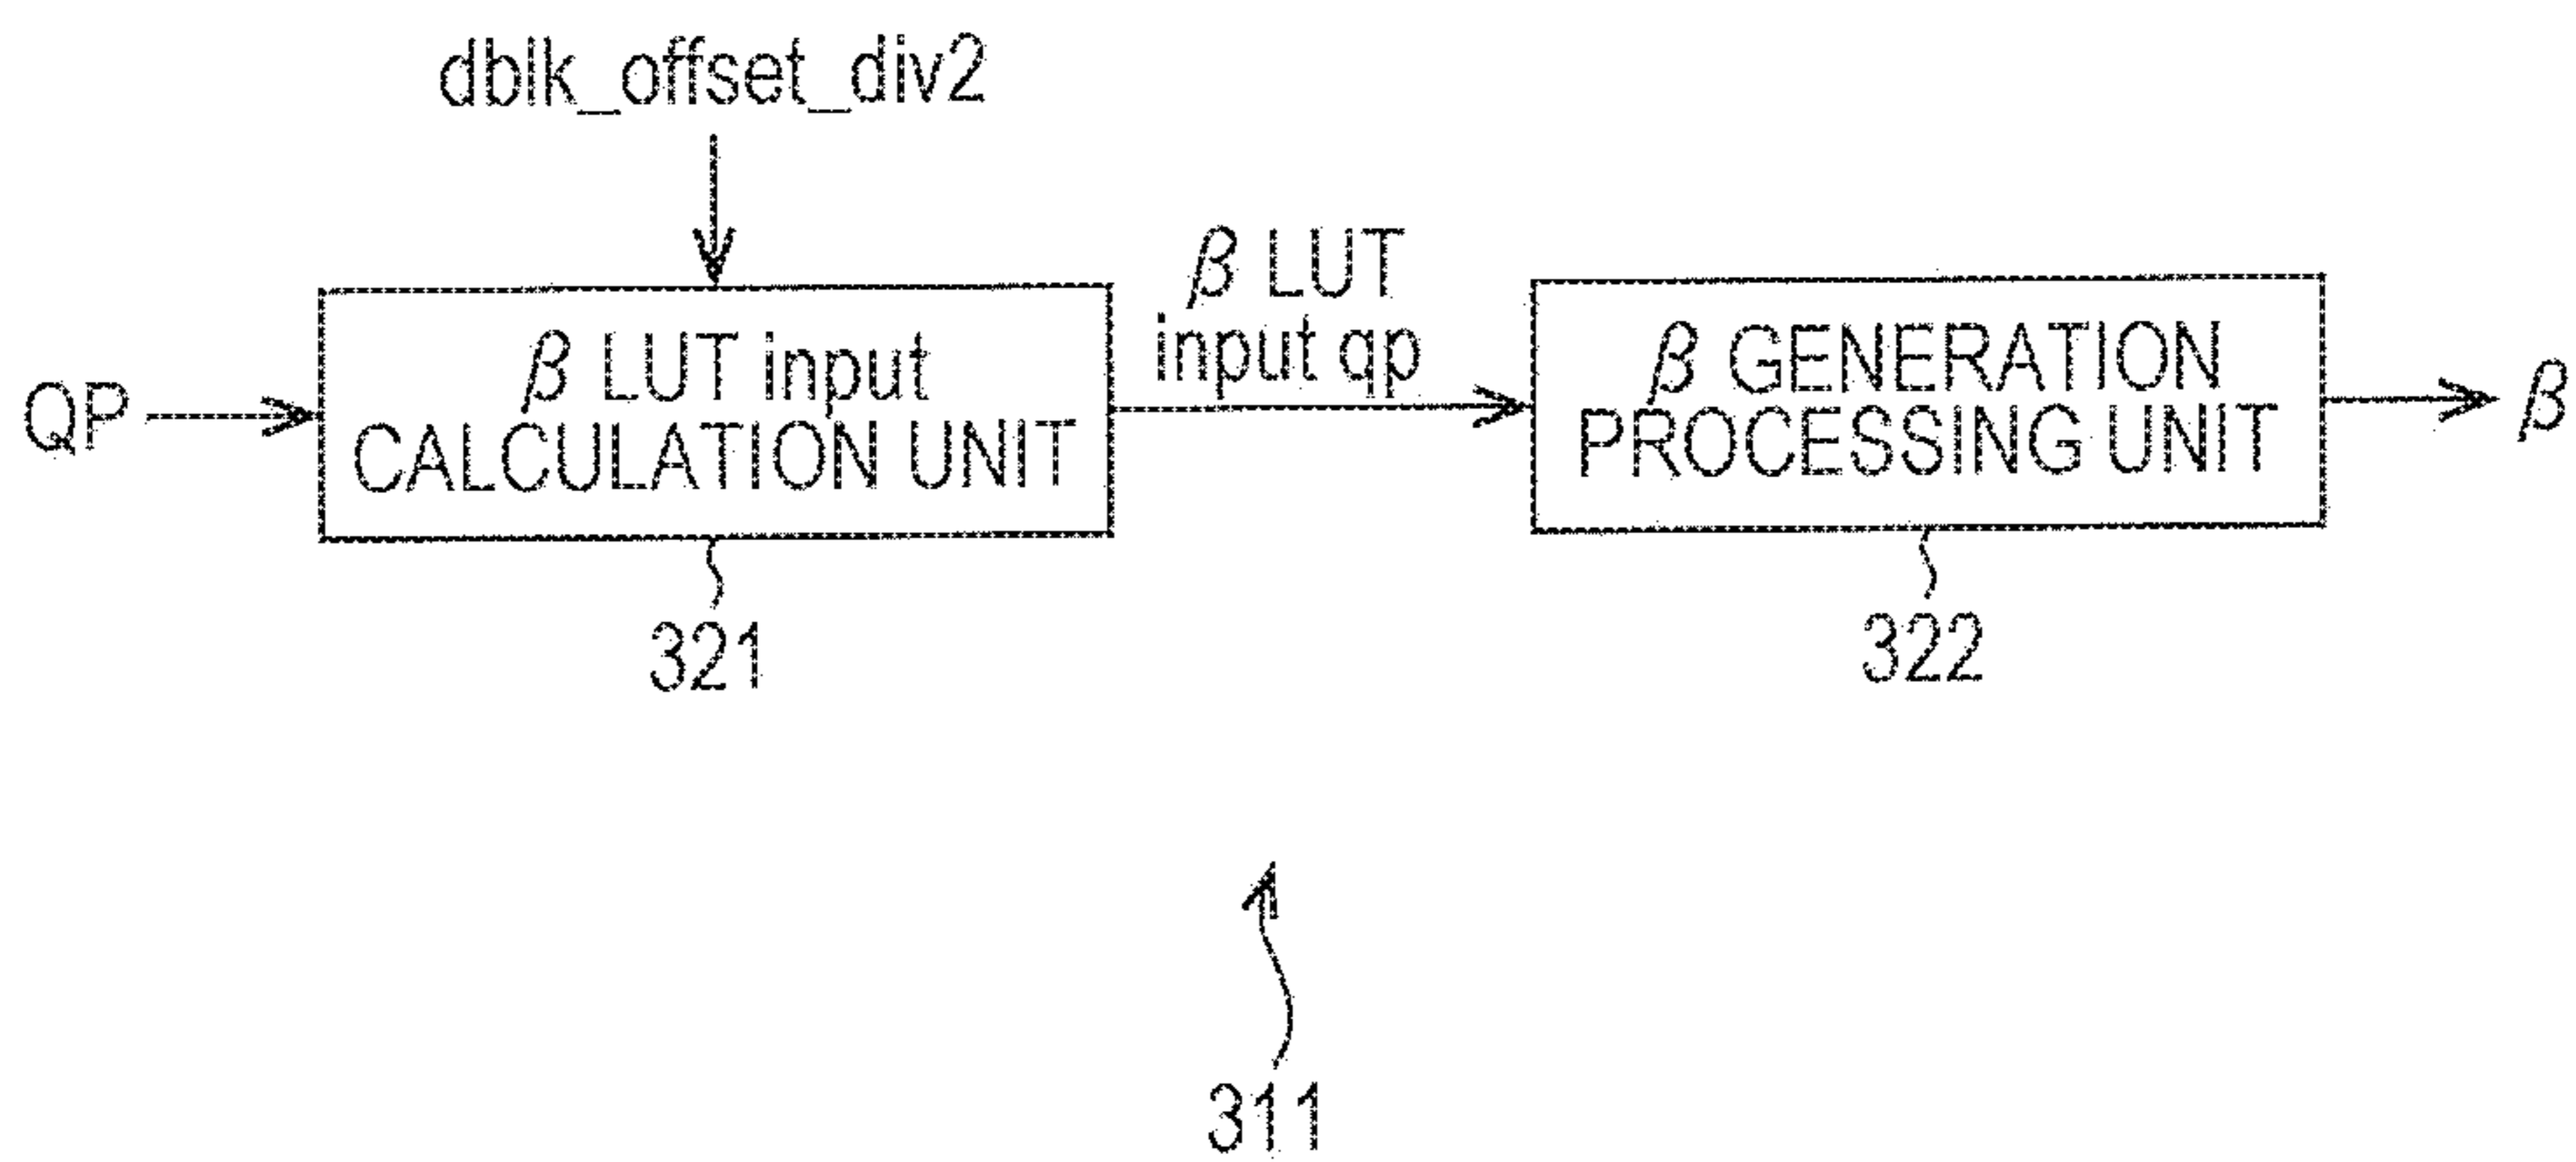 dblk_offset_div2
QP
β LUT input
CALCULATION UNIT
β LUT
input qp
β GENERATION
PROCESSING UNIT
β
321
322
311